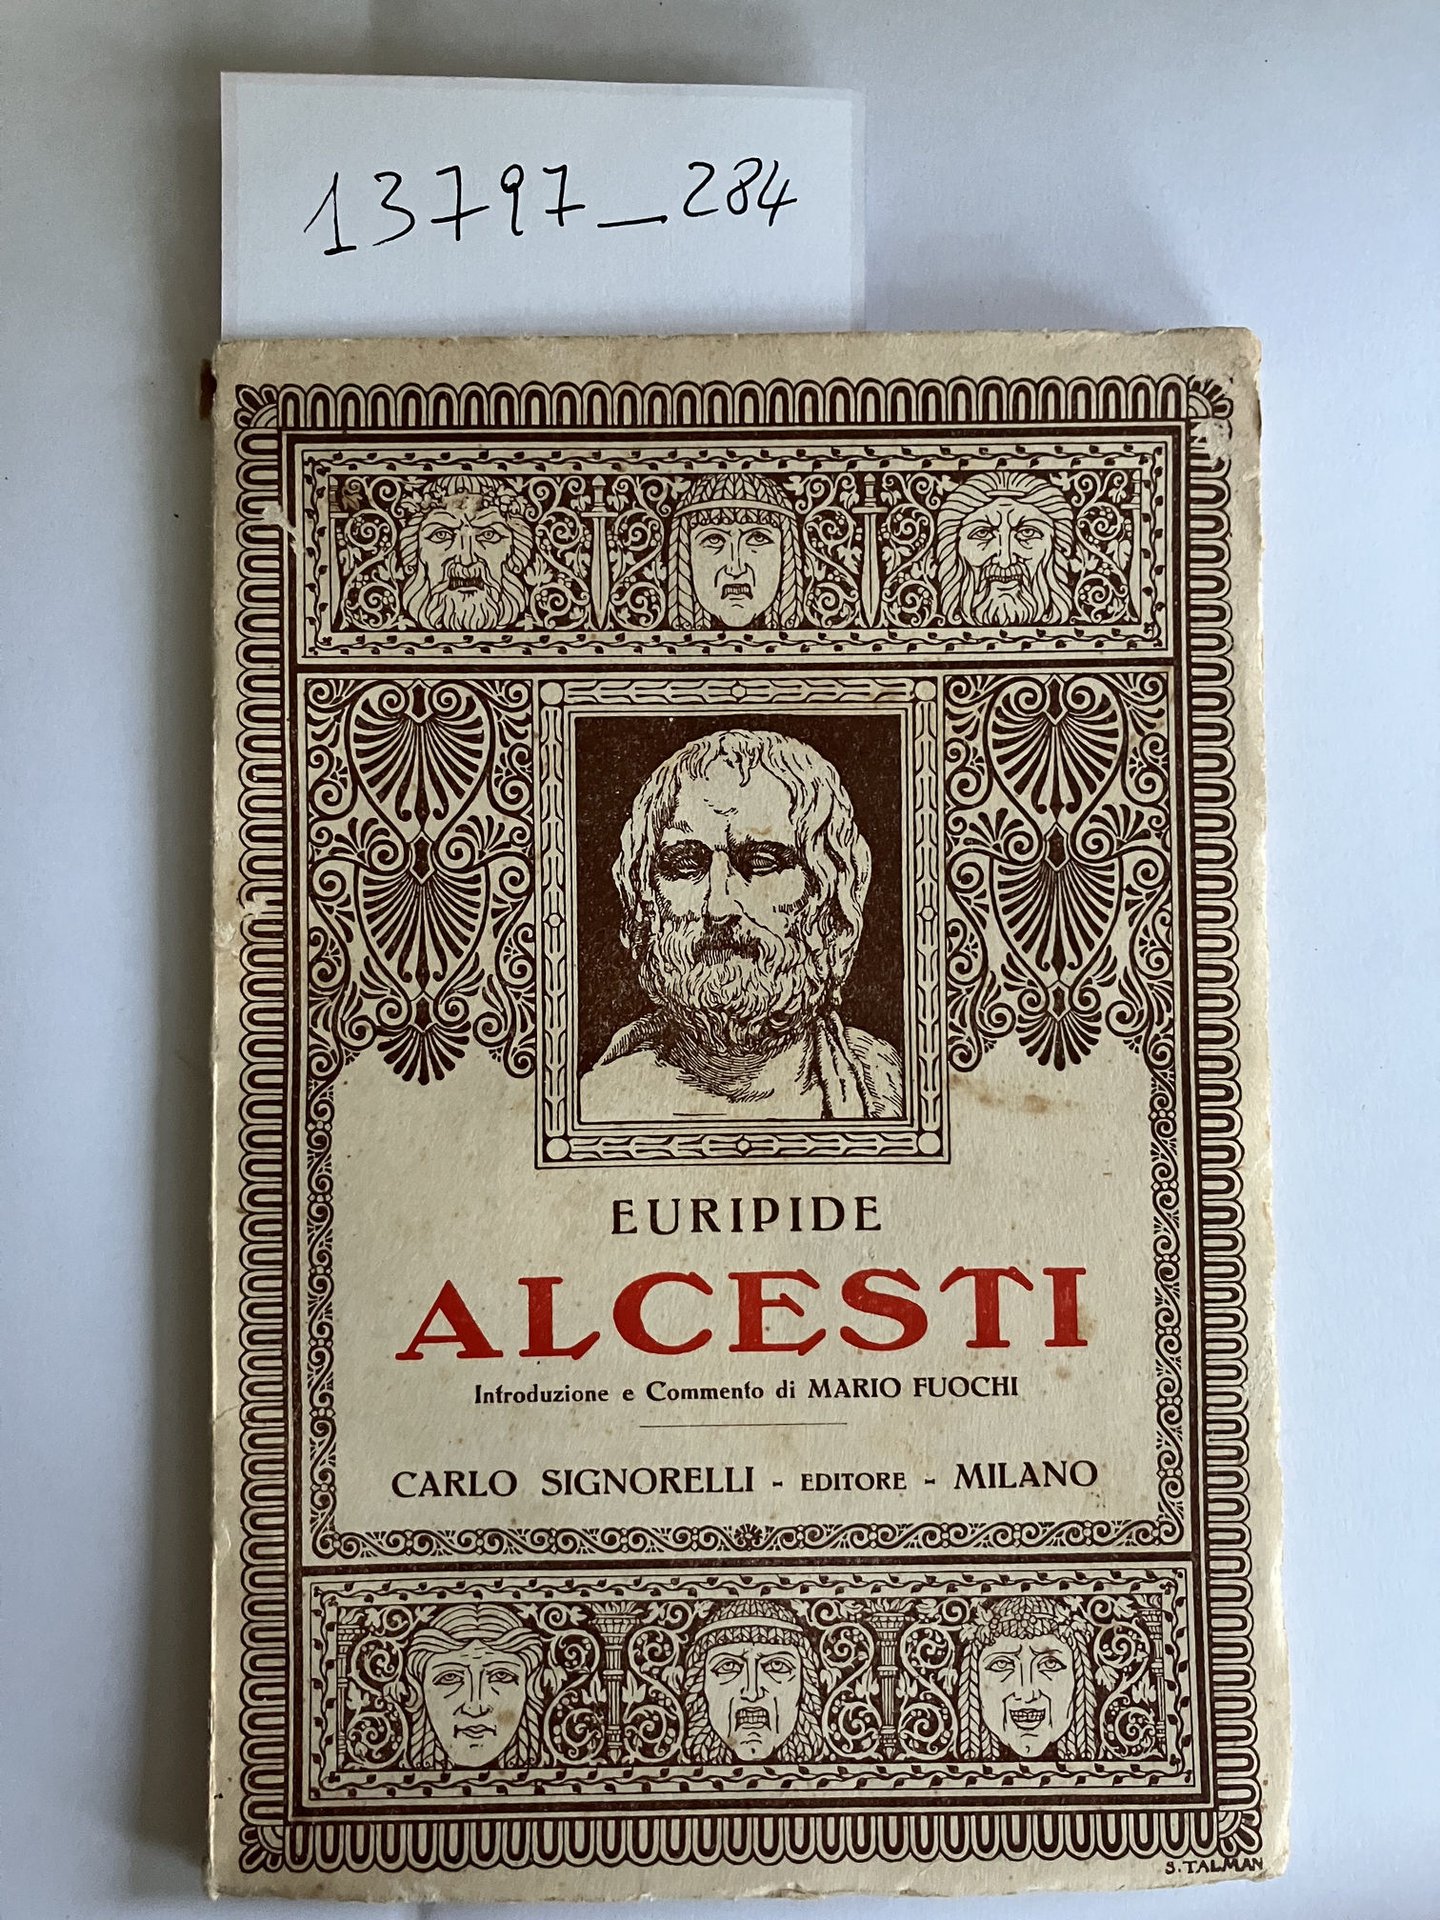 13797_284
EURIPIDE
ALCESTI
Introduzione e Commento di MARIO FUOCHI
CARLO SIGNORELLI - EDITORE - MILANO
S. TALMAN